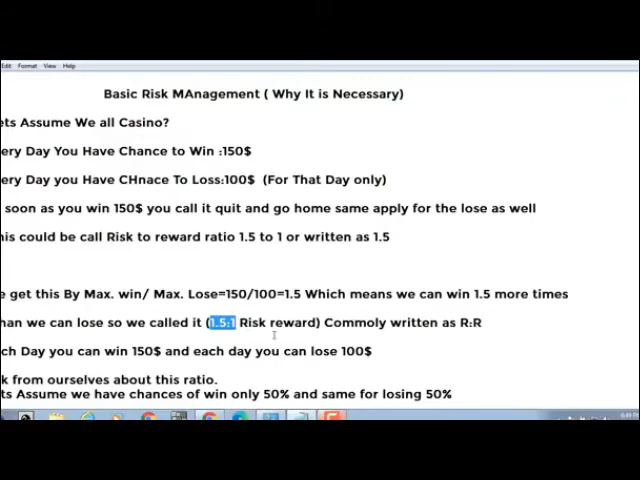 Edit Format View Help
Basic Risk MAnagement ( Why It is Necessary)
ets Assume We all Casino?
ery Day You Have Chance to Win :150$
ery Day you Have CHnace To Loss:100$ (For That Day only)
soon as you win 150$ you call it quit and go home same apply for the lose as well
his could be call Risk to reward ratio 1.5 to 1 or written as 1.5
e get this By Max. win/ Max. Lose=150/100=1.5 Which means we can win 1.5 more times
han we can lose so we called it (1.5:1 Risk reward) Commoly written as R:R
ch Day you can win 150$ and each day you can lose 100$
k from ourselves about this ratio.
ts Assume we have chances of win only 50% and same for losing 50%